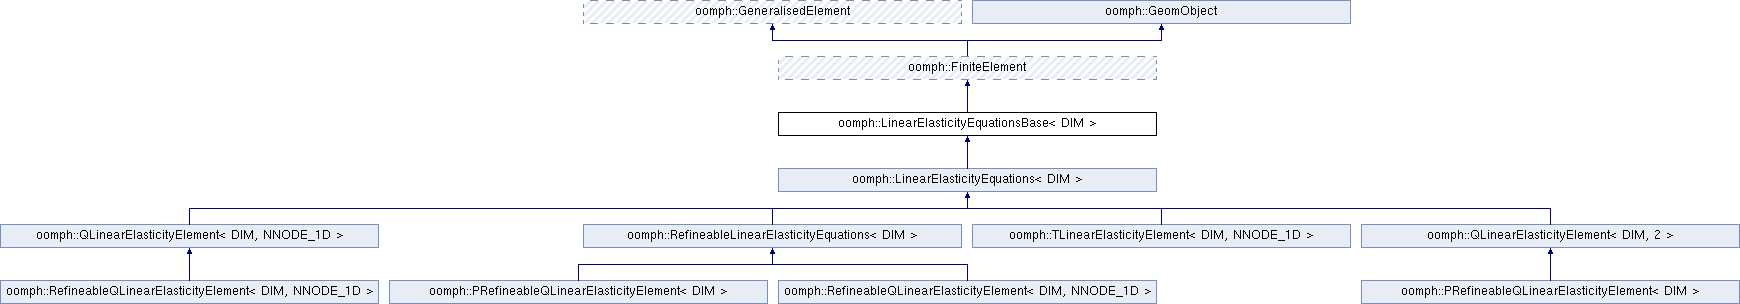 oomph::GeneralisedElement
oomph::GeomObject
oomph::FiniteElement
oomph::LinearElasticityEquationsBase< DIM >
oomph::LinearElasticityEquations< DIM >
oomph::QLinearElasticityElement< DIM, NNODE_1D >
oomph::RefineableLinearElasticityEquations< DIM >
oomph::TLinearElasticityElement< DIM, NNODE_1D >
oomph::QLinearElasticityElement< DIM, 2 >
oomph::RefineableQLinearElasticityElement< DIM, NNODE_1D >
oomph::PRefineableQLinearElasticityElement< DIM >
oomph::RefineableQLinearElasticityElement< DIM, NNODE_1D >
oomph::PRefineableQLinearElasticityElement< DIM >